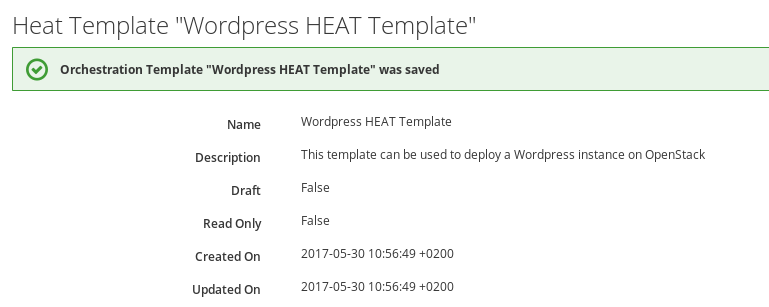 Heat Template "Wordpress HEAT Template"
Orchestration Template "Wordpress HEAT Template" was saved
Name Wordpress HEAT Template
Description This template can be used to deploy a Wordpress instance on OpenStack
Draft False
Read Only False
Created On 2017-05-30 10:56:49 +0200
Updated On 2017-05-30 10:56:49 +0200